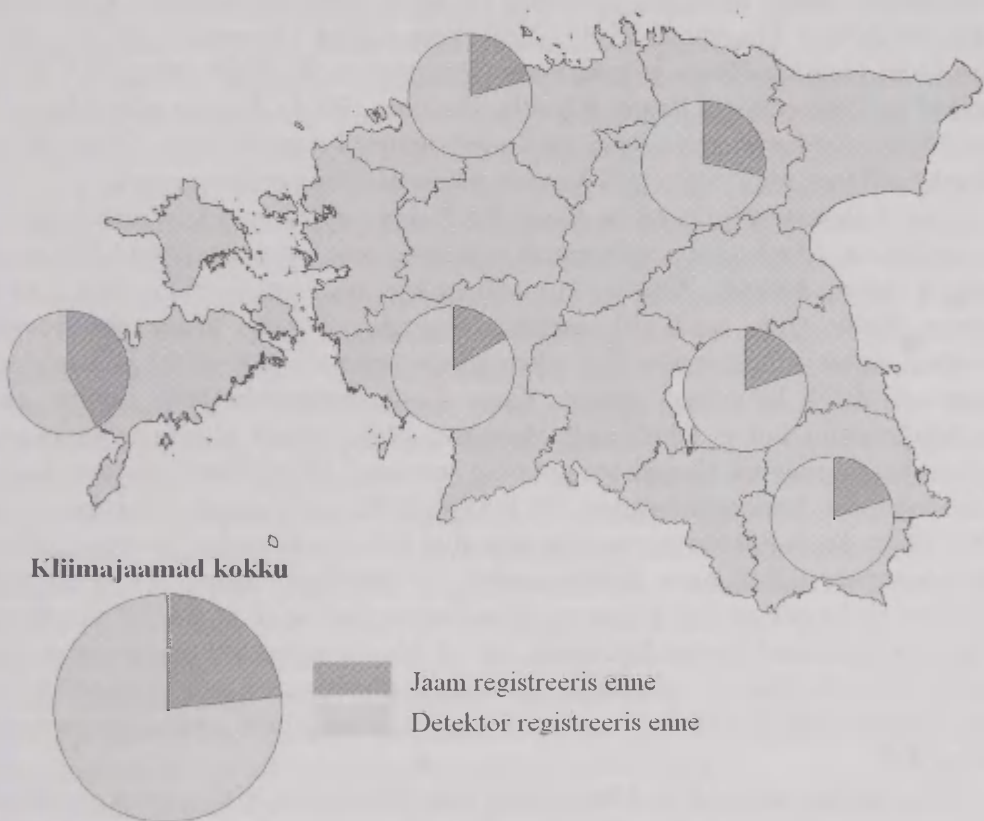 Kliimajaamad kokku
Jaam registreeris enne
Detektor registreeris enne